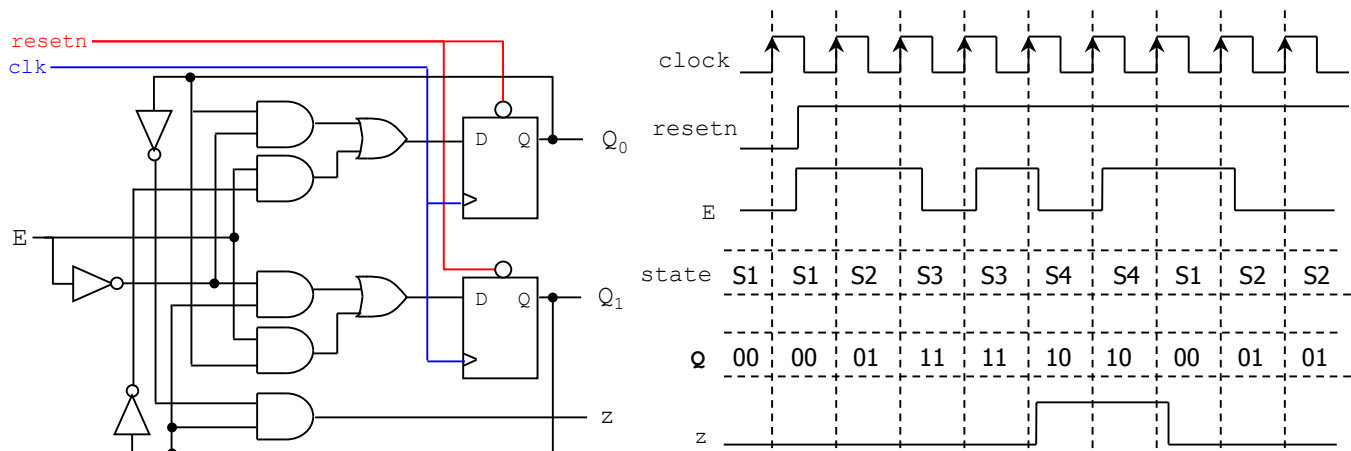 resetn
clk
D Q Q0
E
D Q Q1
z
clock
resetn
E
state S1 S1 S2 S3 S3 S4 S4 S1 S2 S2
Q 00 00 01 11 11 10 10 00 01 01
z